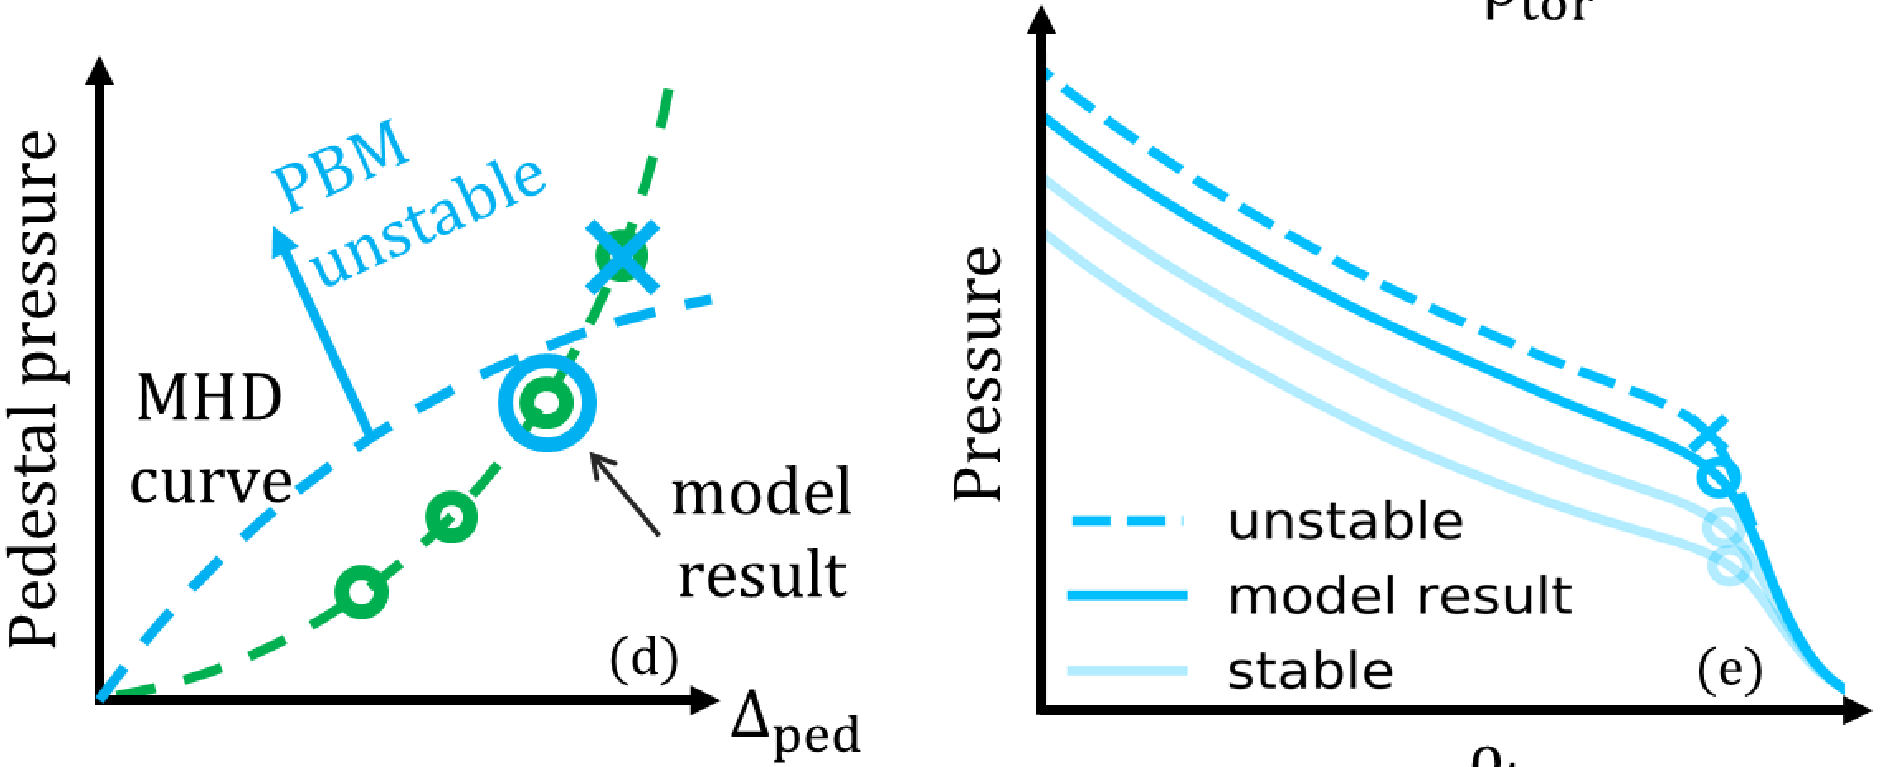 Pedestal pressure
PBM
unstable
MHD
curve
model
result
(d)
Δped
Pressure
unstable
model result
stable
(e)